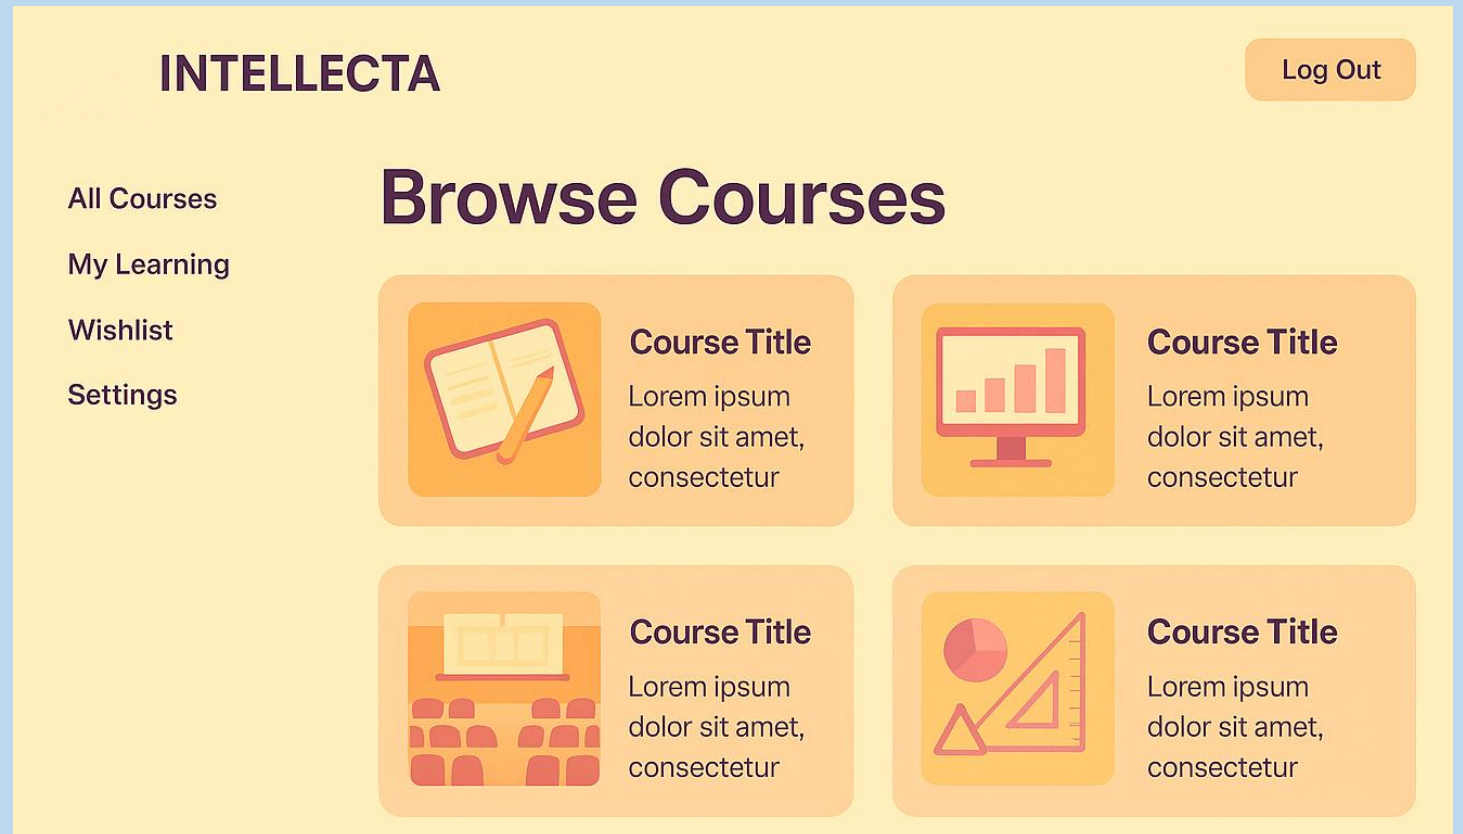 INTELLECTA
Log Out
All Courses
My Learning
Wishlist
Settings
Browse Courses
Course Title
Lorem ipsum
dolor sit amet,
consectetur
Course Title
Lorem ipsum
dolor sit amet,
consectetur
Course Title
Lorem ipsum
dolor sit amet,
consectetur
Course Title
Lorem ipsum
dolor sit amet,
consectetur